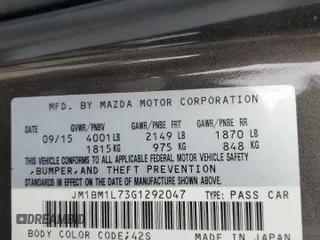 MFD. BY MAZDA MOTOR CORPORATION
GVWR/PNBV GAWR/PNBE FRT GAWR/PNBE RR
09/15 4001 LB 2149 LB 1870 LB
1815 KG 975 KG 848 KG
THIS VEHICLE CONFORMS TO ALL APPLICABLE FEDERAL MOTOR VEHICLE SAFETY,
BUMPER, AND THEFT PREVENTION
STANDARDS IN EFFECT ON THE DATE OF MANUFACTURE SHOWN ABOVE.
JM1BM1L73G1292047 TYPE: PASS CAR
DREAMBID
BODY COLOR CODE;42S MADE IN JAPAN